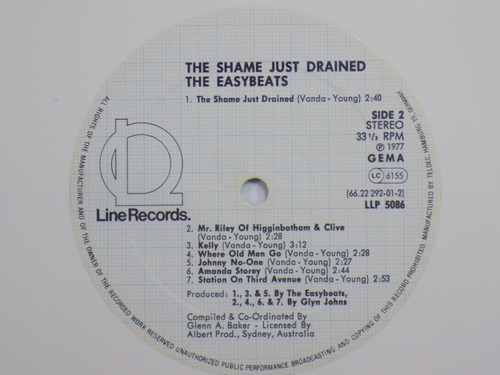 THE SHAME JUST DRAINED
THE EASYBEATS
1. The Shame Just Drained (Vanda-Young) 2:40
SIDE 2
STEREO
33 1/3 RPM
Ⓟ 1977
GEMA
LC 6155
(66.22 292-01-2)
LLP 5086
Line Records.
2. Mr. Riley Of Higginbotham & Clive
(Vanda-Young) 2:28
3. Kelly (Vanda-Young) 3:12
4. Where Old Men Go (Vanda-Young) 2:28
5. Johnny No-One (Vanda-Young) 2:27
6. Amanda Storey (Vanda-Young) 2:44
7. Station On Third Avenue (Vanda-Young) 2:53
Produced: 1., 3. & 5. By The Easybeats,
2., 4., 6. & 7. By Glyn Johns
Compiled & Co-Ordinated By
Glenn A. Baker - Licensed By
Albert Prod., Sydney, Australia
ALL RIGHTS OF THE MANUFACTURER AND OF THE OWNER OF THE RECORDED WORK RESERVED UNAUTHORIZED PUBLIC PERFORMANCE BROADCASTING AND COPYING OF THIS RECORD PROHIBITED. MANUFACTURED BY TELDEC, HAMBURG 19, GERMANY